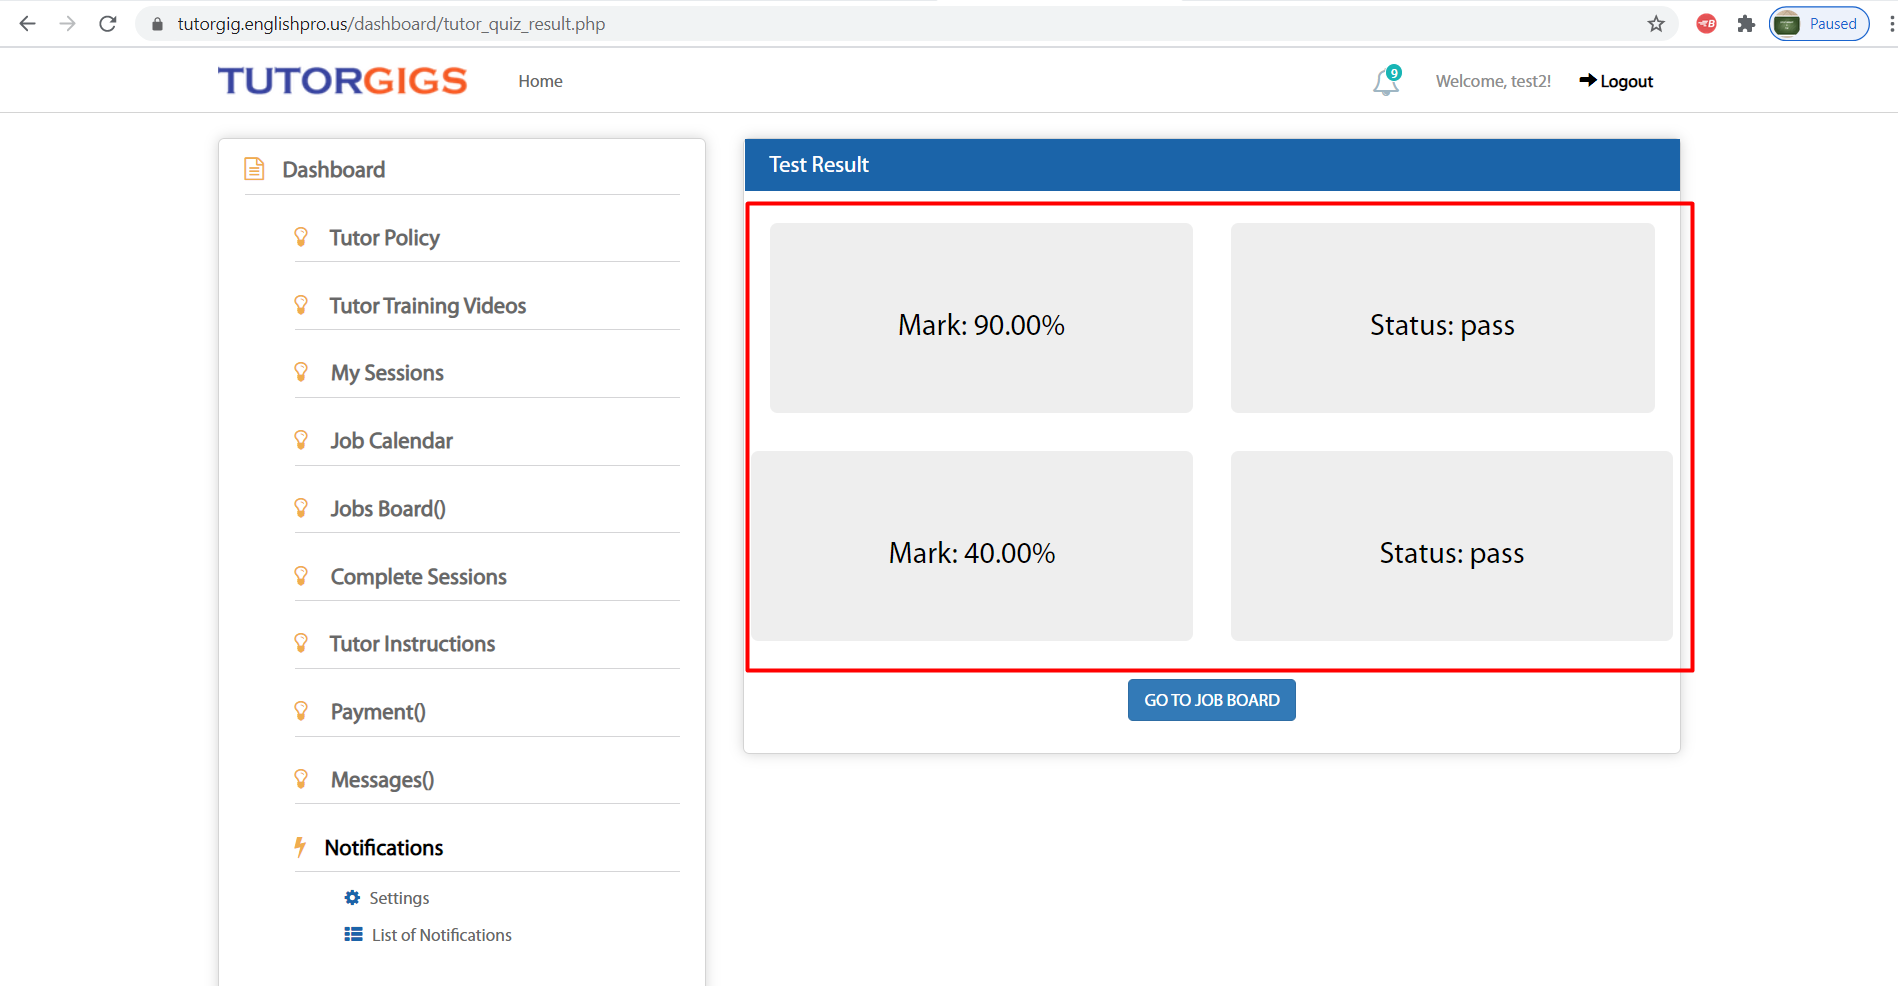 tutorgig.englishpro.us/dashboard/tutor_quiz_result.php
Paused
TUTORGIGS
Home
9
Welcome, test2!
Logout
Dashboard
Tutor Policy
Tutor Training Videos
My Sessions
Job Calendar
Jobs Board()
Complete Sessions
Tutor Instructions
Payment()
Messages()
Notifications
Settings
List of Notifications
Test Result
Mark: 90.00%
Status: pass
Mark: 40.00%
Status: pass
GO TO JOB BOARD